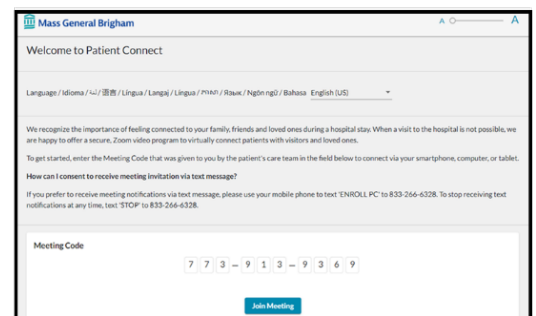 Mass General Brigham
A A
Welcome to Patient Connect
Language / Idioma / / 语言 / Língua / Langaj / Lingua / / Язык / Ngôn ngữ / Bahasa English (US)
We recognize the importance of feeling connected to your family, friends and loved ones during a hospital stay. When a visit to the hospital is not possible, we
are happy to offer a secure, Zoom video program to virtually connect patients with visitors and loved ones.
To get started, enter the Meeting Code that was given to you by the patient's care team in the field below to connect via your smartphone, computer, or tablet.
How can I consent to receive meeting invitation via text message?
If you prefer to receive meeting notifications via text message, please use your mobile phone to text 'ENROLL PC' to 833-266-6328. To stop receiving text
notifications at any time, text 'STOP' to 833-266-6328.
Meeting Code
7 7 3 – 9 1 3 – 9 3 6 9
Join Meeting